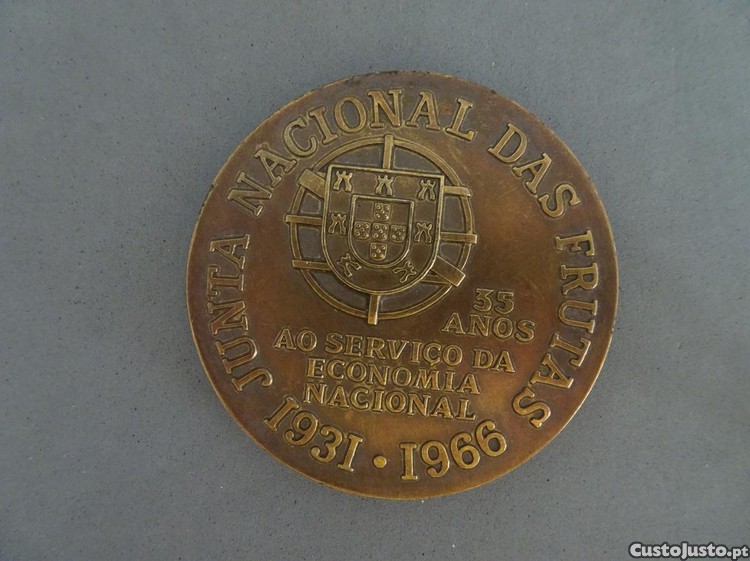 JUNTA NACIONAL DAS FRUTAS
35
ANOS
AO SERVIÇO DA
ECONOMIA
NACIONAL
1931 • 1966
CustoJusto.pt